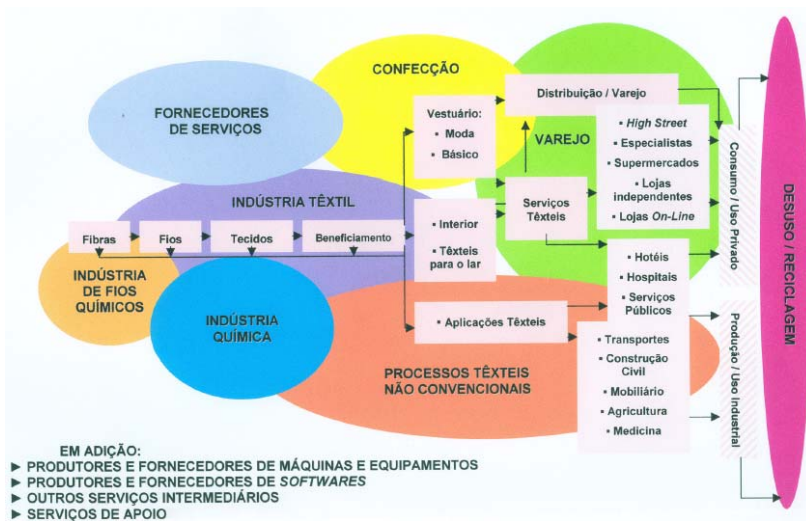 CONFECÇÃO
FORNECEDORES
DE SERVIÇOS
Vestuário:
▪ Moda
▪ Básico
Distribuição / Varejo
VAREJO
▪ High Street
▪ Especialistas
▪ Supermercados
▪ Lojas
independentes
▪ Lojas On-Line
INDÚSTRIA TÊXTIL
Fibras
Fios
Tecidos
Beneficiamento
▪ Interior
▪ Têxteis
para o lar
Serviços
Têxteis
▪ Hotéis
▪ Hospitais
▪ Serviços
Públicos
INDÚSTRIA
DE FIOS
QUÍMICOS
INDÚSTRIA
QUÍMICA
▪ Aplicações Têxteis
PROCESSOS TÊXTEIS
NÃO CONVENCIONAIS
▪ Transportes
▪ Construção
Civil
▪ Mobiliário
▪ Agricultura
▪ Medicina
Consumo / Uso Privado
Produção / Uso Industrial
DESUSO / RECICLAGEM
EM ADIÇÃO:
► PRODUTORES E FORNECEDORES DE MÁQUINAS E EQUIPAMENTOS
► PRODUTORES E FORNECEDORES DE SOFTWARES
► OUTROS SERVIÇOS INTERMEDIÁRIOS
► SERVIÇOS DE APOIO